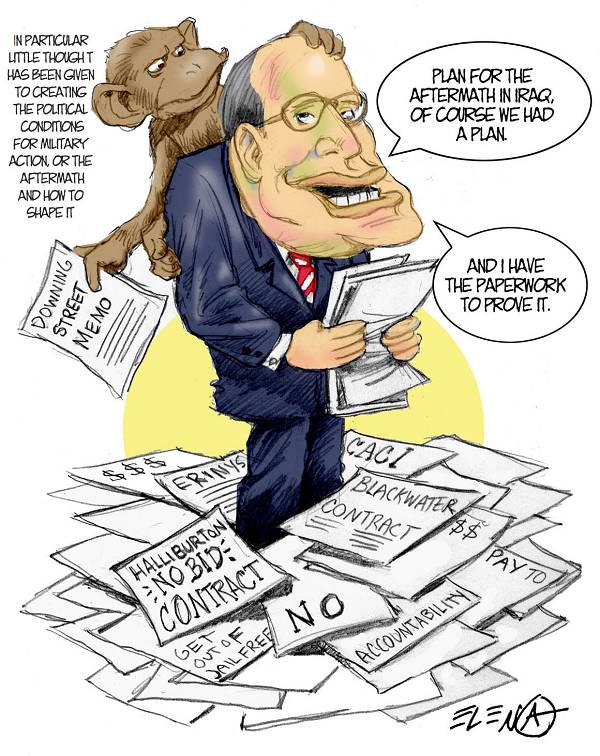 IN PARTICULAR
LITTLE THOUGH T
HAS BEEN GIVEN
TO CREATING
THE POLITICAL
CONDITIONS
FOR MILITARY
ACTION, OR THE
AFTERMATH
AND HOW TO
SHAPE IT
PLAN FOR THE
AFTERMATH IN IRAQ,
OF COURSE WE HAD
A PLAN.
AND I HAVE
THE PAPERWORK
TO PROVE IT.
DOWNING
STREET
MEMO
$$$
ERINYS
CACI
BLACKWATER
CONTRACT
$$
HALLIBURTON
NO BID
CONTRACT
PAY TO
NO
ACCOUNTABILITY
GET
OUT OF
JAIL FREE
ELENA